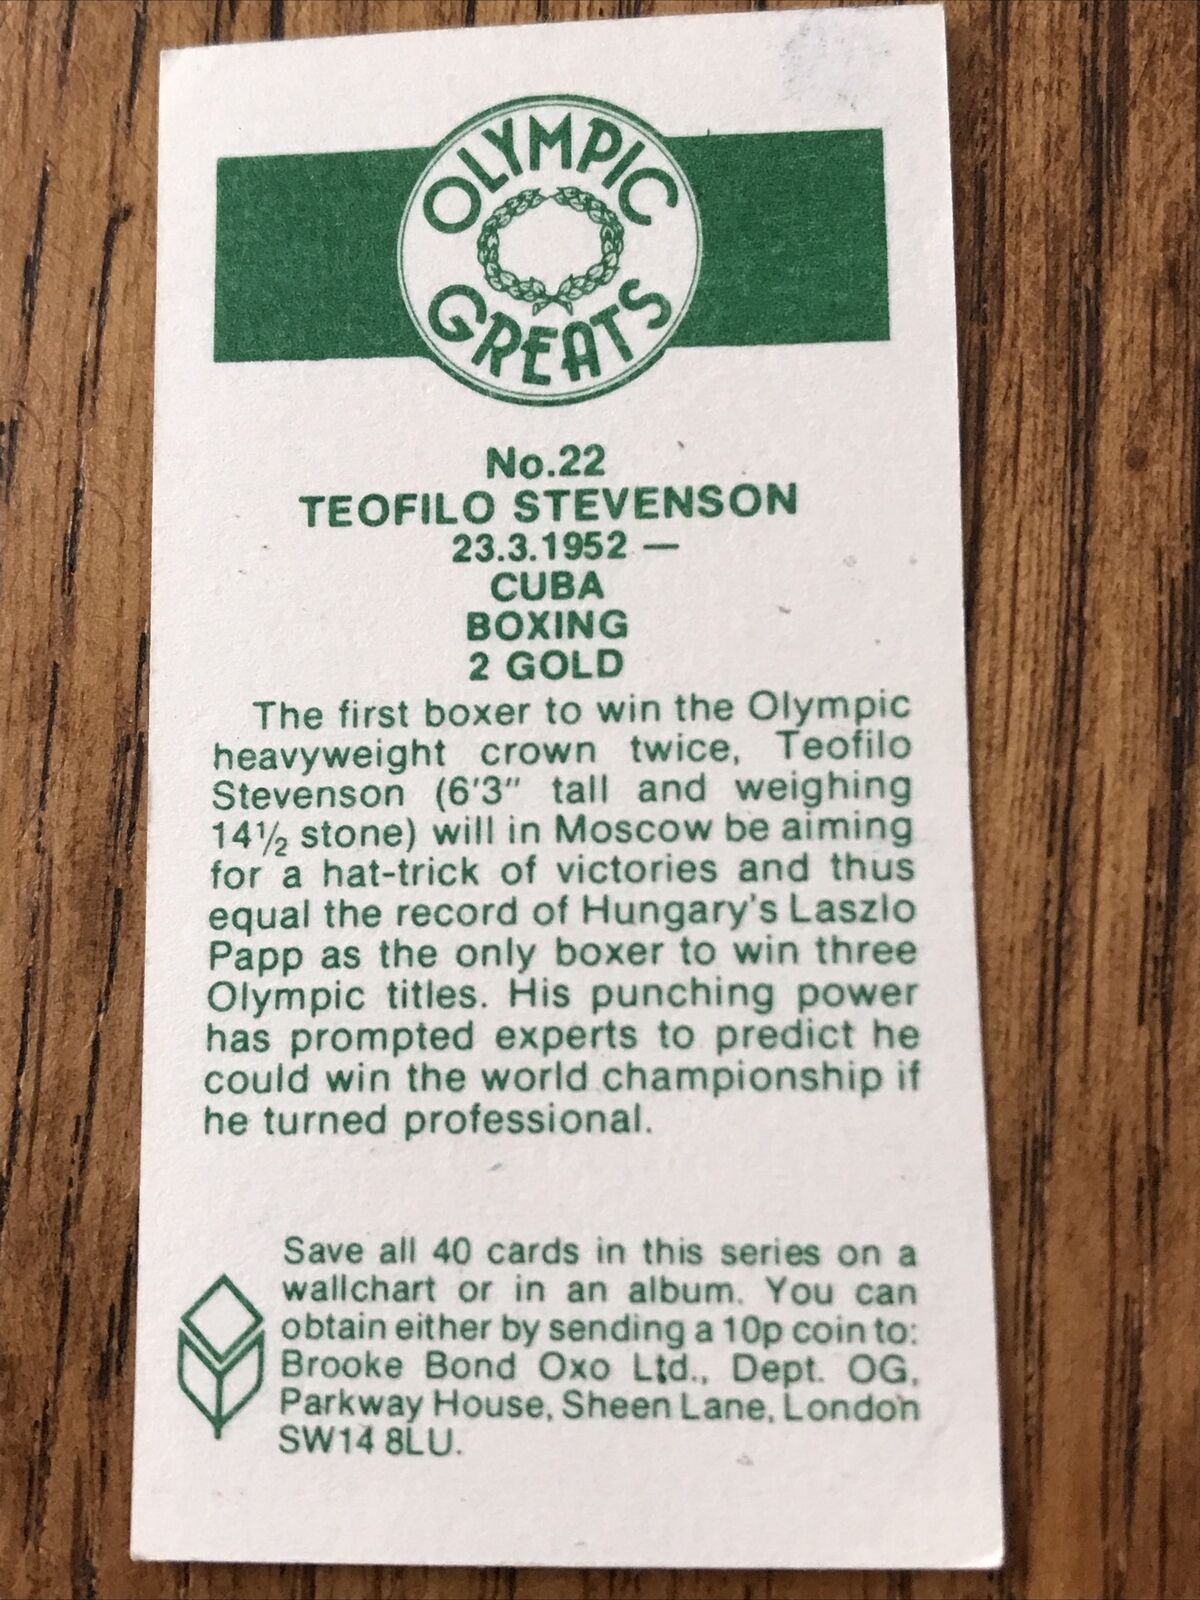 OLYMPIC
GREATS
No.22
TEOFILO STEVENSON
23.3.1952 —
CUBA
BOXING
2 GOLD
The first boxer to win the Olympic
heavyweight crown twice, Teofilo
Stevenson (6'3" tall and weighing
14½ stone) will in Moscow be aiming
for a hat-trick of victories and thus
equal the record of Hungary's Laszlo
Papp as the only boxer to win three
Olympic titles. His punching power
has prompted experts to predict he
could win the world championship if
he turned professional.
Save all 40 cards in this series on a
wallchart or in an album. You can
obtain either by sending a 10p coin to:
Brooke Bond Oxo Ltd., Dept. OG,
Parkway House, Sheen Lane, London
SW14 8LU.